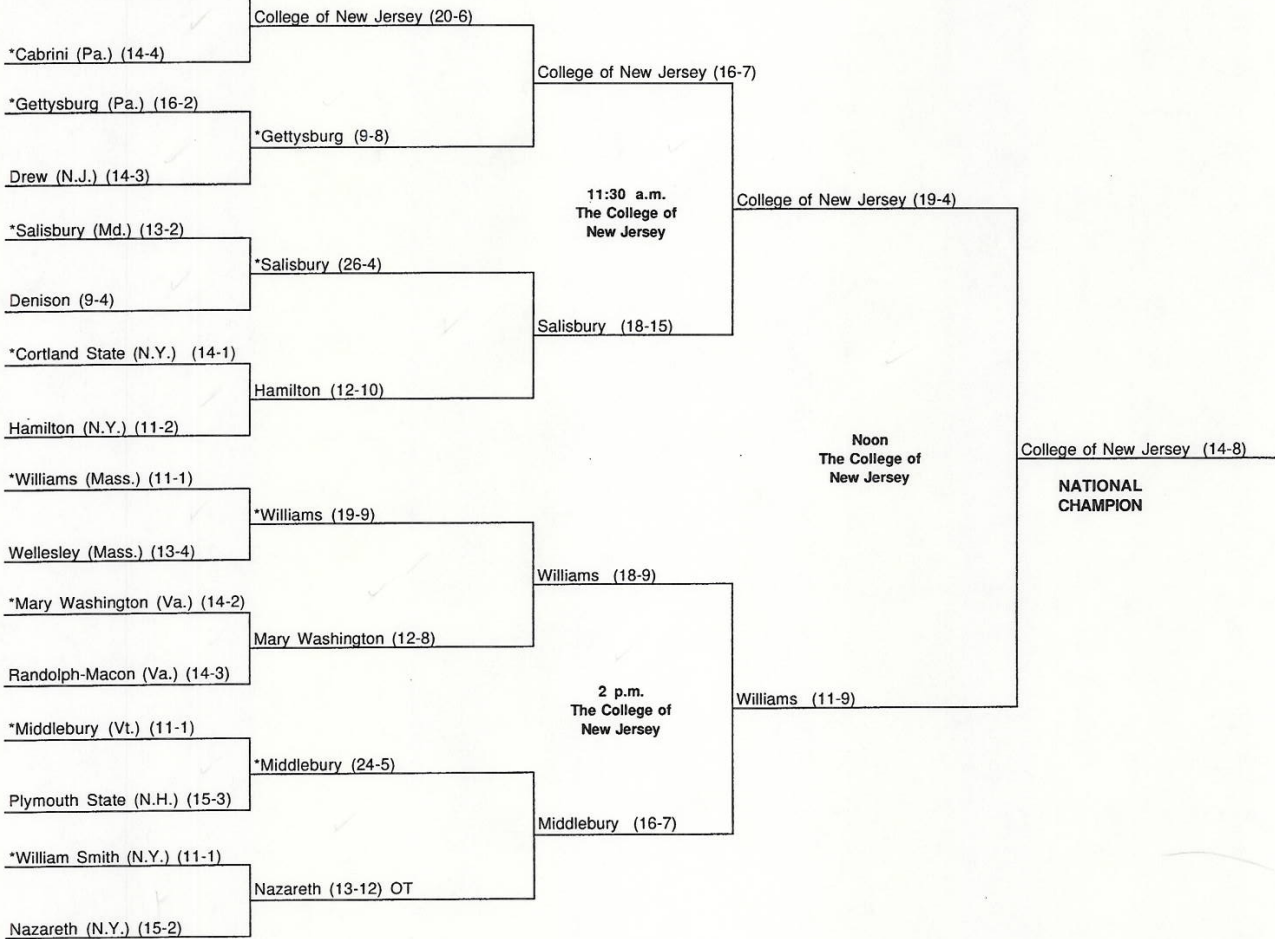 College of New Jersey (20-6)
*Cabrini (Pa.) (14-4)
College of New Jersey (16-7)
*Gettysburg (Pa.) (16-2)
*Gettysburg (9-8)
Drew (N.J.) (14-3)
11:30 a.m.
The College of
New Jersey
College of New Jersey (19-4)
*Salisbury (Md.) (13-2)
*Salisbury (26-4)
Denison (9-4)
Salisbury (18-15)
*Cortland State (N.Y.) (14-1)
Hamilton (12-10)
Hamilton (N.Y.) (11-2)
Noon
The College of
New Jersey
College of New Jersey (14-8)
NATIONAL
CHAMPION
*Williams (Mass.) (11-1)
*Williams (19-9)
Wellesley (Mass.) (13-4)
Williams (18-9)
*Mary Washington (Va.) (14-2)
Mary Washington (12-8)
Randolph-Macon (Va.) (14-3)
2 p.m.
The College of
New Jersey
Williams (11-9)
*Middlebury (Vt.) (11-1)
*Middlebury (24-5)
Plymouth State (N.H.) (15-3)
Middlebury (16-7)
*William Smith (N.Y.) (11-1)
Nazareth (13-12) OT
Nazareth (N.Y.) (15-2)